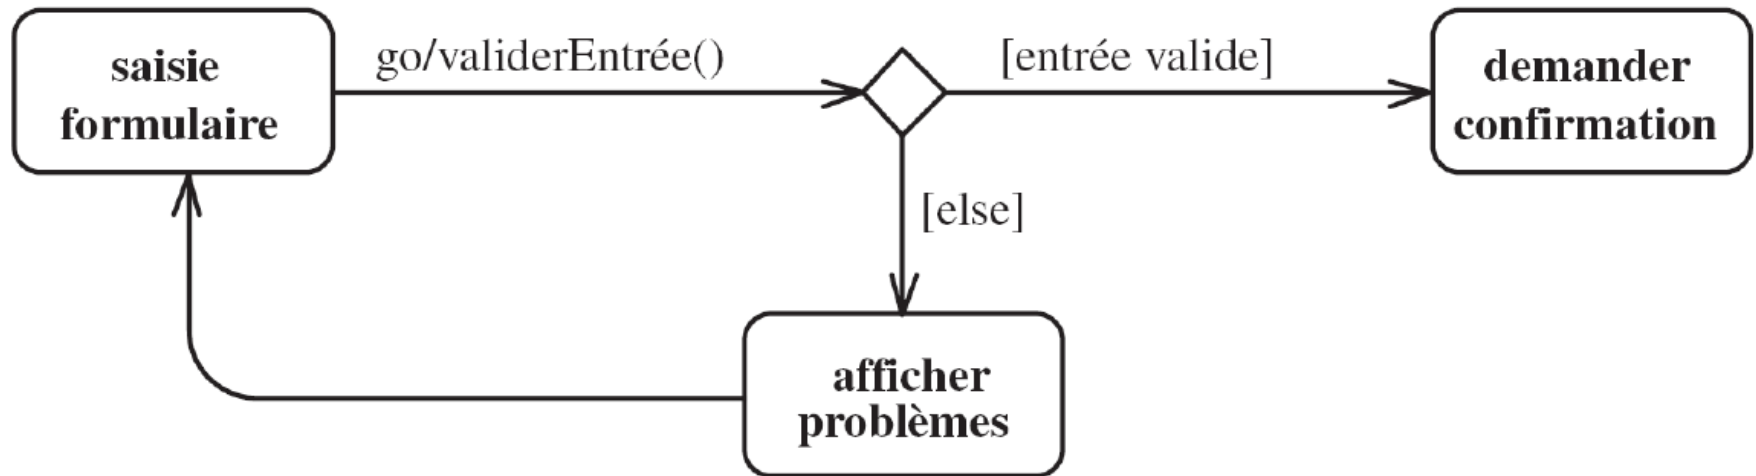 saisie
formulaire
go/validerEntrée()
[entrée valide]
demander
confirmation
[else]
afficher
problèmes